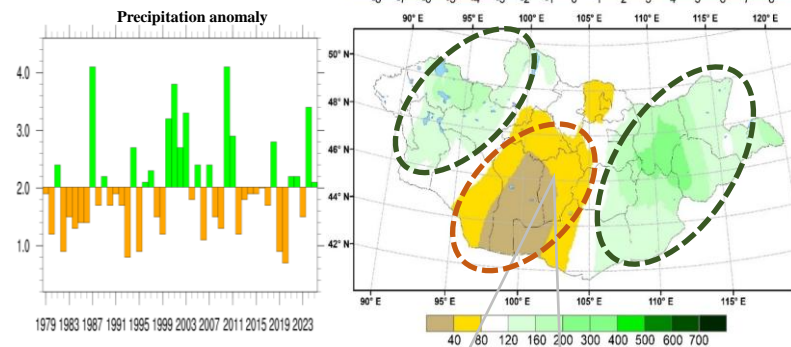 Precipitation anomaly
4.0
3.0
2.0
1.0
1979 1983 1987 1991 1995 1999 2003 2007 2011 2015 2019 2023
90° E 95° E 100° E 105° E 110° E 115° E 120° E
50° N
48° N
46° N
44° N
42° N
90° E 95° E 100° E 105° E 110° E 115° E
40 80 120 160 200 300 400 500 600 700